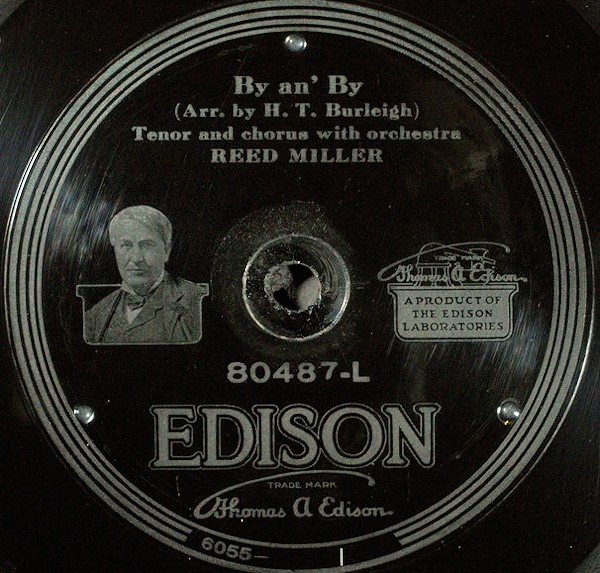 By an' By
(Arr. by H. T. Burleigh)
Tenor and chorus with orchestra
REED MILLER
TRADE MARK
Thomas A Edison
A PRODUCT OF
THE EDISON
LABORATORIES
80487-L
EDISON
TRADE MARK
Thomas A Edison
6055-